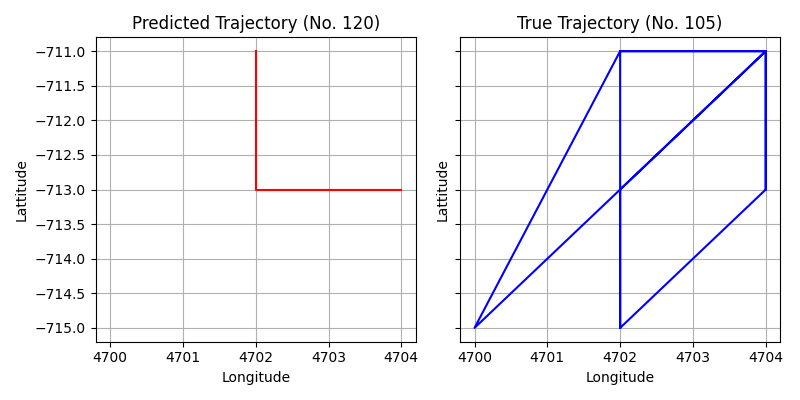 Predicted Trajectory (No. 120)
−711.0
−711.5
−712.0
−712.5
−713.0
−713.5
−714.0
−714.5
−715.0
Lattitude
4700 4701 4702 4703 4704
Longitude
True Trajectory (No. 105)
Lattitude
4700 4701 4702 4703 4704
Longitude